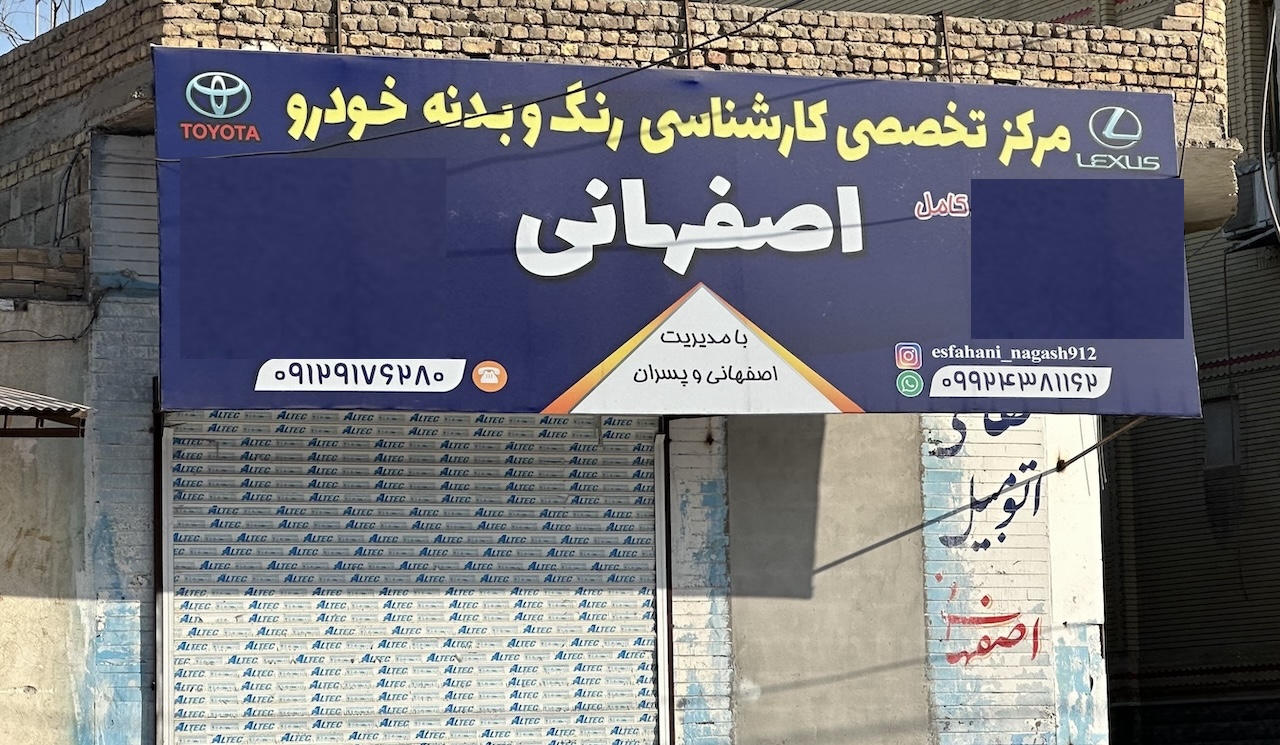 مرکز تخصصی کارشناسی رنگ و بدنه خودرو
TOYOTA
LEXUS
اصفهانی
کامل
با مدیریت
اصفهانی و پسران
۰۹۱۲۹۱۷۶۲۸۰
esfahani_nagash912
۰۹۹۲۴۳۸۱۱۶۲
ALTEC
اتومبیل